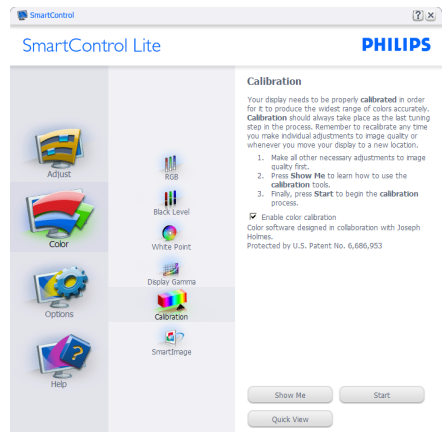 SmartControl
SmartControl Lite
PHILIPS
Adjust
Color
Options
Help
RGB
Black Level
White Point
Display Gamma
Calibration
SmartImage
Calibration
Your display needs to be properly calibrated in order
for it to produce the widest range of colors accurately.
Calibration should always take place as the last tuning
step in the process. Remember to recalibrate any time
you make individual adjustments to image quality or
whenever you move your display to a new location.
1. Make all other necessary adjustments to image
quality first.
2. Press Show Me to learn how to use the
calibration tools.
3. Finally, press Start to begin the calibration
process.
Enable color calibration
Color software designed in collaboration with Joseph
Holmes.
Protected by U.S. Patent No. 6,686,953
Show Me
Start
Quick View